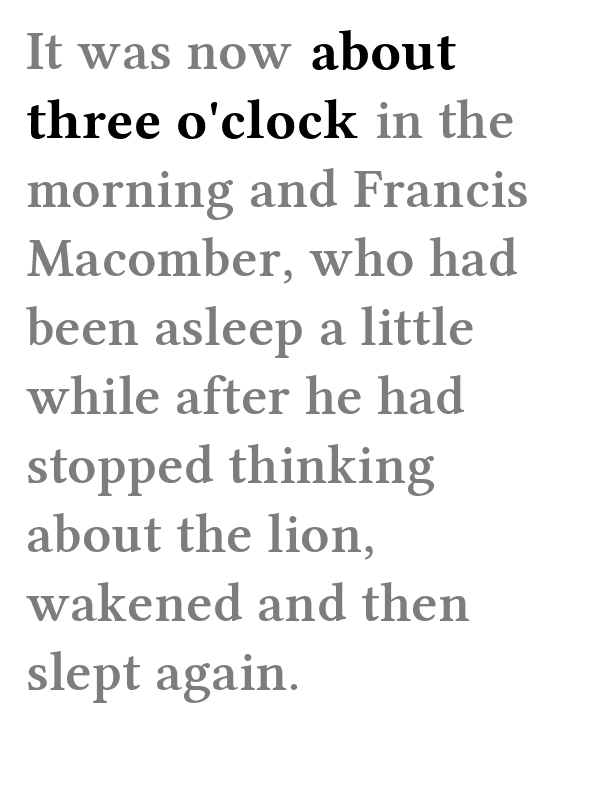 It was now about
three o'clock in the
morning and Francis
Macomber, who had
been asleep a little
while after he had
stopped thinking
about the lion,
wakened and then
slept again.